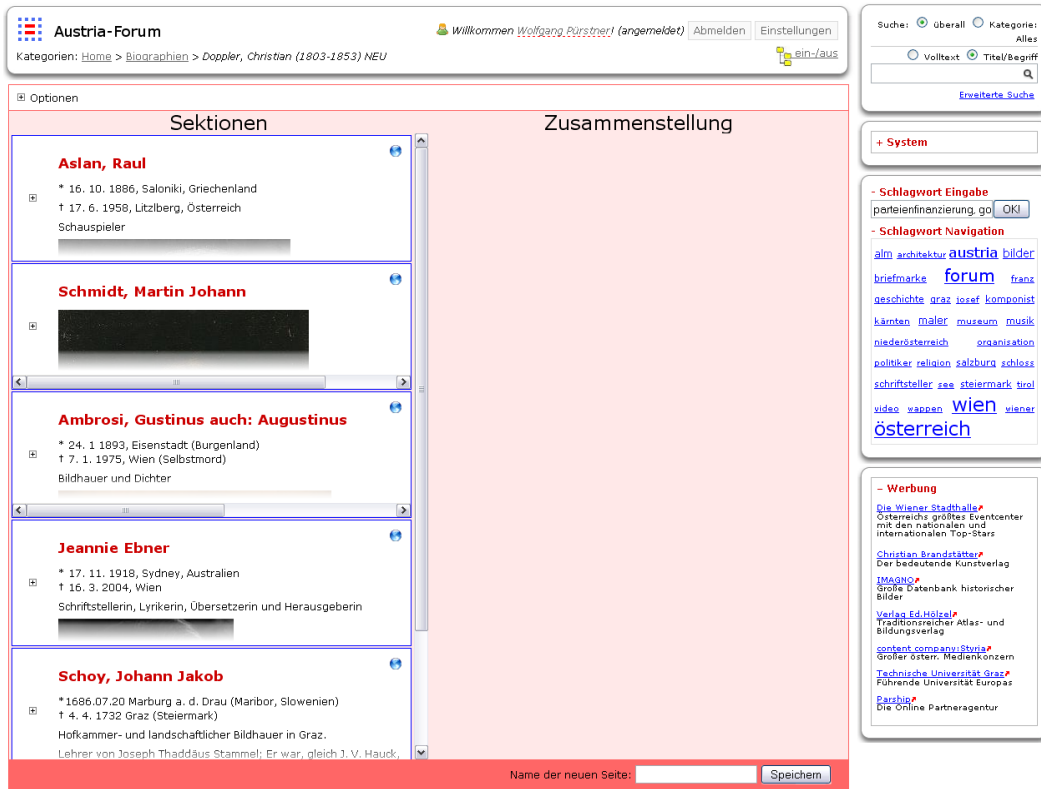 Austria-Forum
Willkommen Wolfgang Pürstner! (angemeldet) Abmelden Einstellungen
Kategorien: Home > Biographien > Doppler, Christian (1803-1853) NEU
ein-/aus
Optionen
Sektionen
Aslan, Raul
* 16. 10. 1886, Saloniki, Griechenland
† 17. 6. 1958, Litzlberg, Österreich
Schauspieler
Schmidt, Martin Johann
Ambrosi, Gustinus auch: Augustinus
* 24. 1 1893, Eisenstadt (Burgenland)
† 7. 1. 1975, Wien (Selbstmord)
Bildhauer und Dichter
Jeannie Ebner
* 17. 11. 1918, Sydney, Australien
† 16. 3. 2004, Wien
Schriftstellerin, Lyrikerin, Übersetzerin und Herausgeberin
Schoy, Johann Jakob
*1686.07.20 Marburg a. d. Drau (Maribor, Slowenien)
† 4. 4. 1732 Graz (Steiermark)
Hofkammer- und landschaftlicher Bildhauer in Graz.
Lehrer von Joseph Thaddäus Stammel; Er war, gleich J. V. Hauck,
Zusammenstellung
Name der neuen Seite: Speichern
Suche: überall Kategorie:
Alles
Volltext Titel/Begriff
Erweiterte Suche
+ System
- Schlagwort Eingabe
parteienfinanzierung, go OK!
- Schlagwort Navigation
alm architektur austria bilder
briefmarke forum franz
geschichte graz josef komponist
kärnten maler museum musik
niederösterreich organisation
politiker religion salzburg schloss
schriftsteller see steiermark tirol
video wappen wien wiener
österreich
– Werbung
Die Wiener Stadthalle
Österreichs größtes Eventcenter
mit den nationalen und
internationalen Top-Stars
Christian Brandstätter
Der bedeutende Kunstverlag
IMAGNO
Große Datenbank historischer
Bilder
Verlag Ed.Hölzel
Traditionsreicher Atlas- und
Bildungsverlag
content company:Styria
Großer österr. Medienkonzern
Technische Universität Graz
Führende Universität Europas
Parship
Die Online Partneragentur